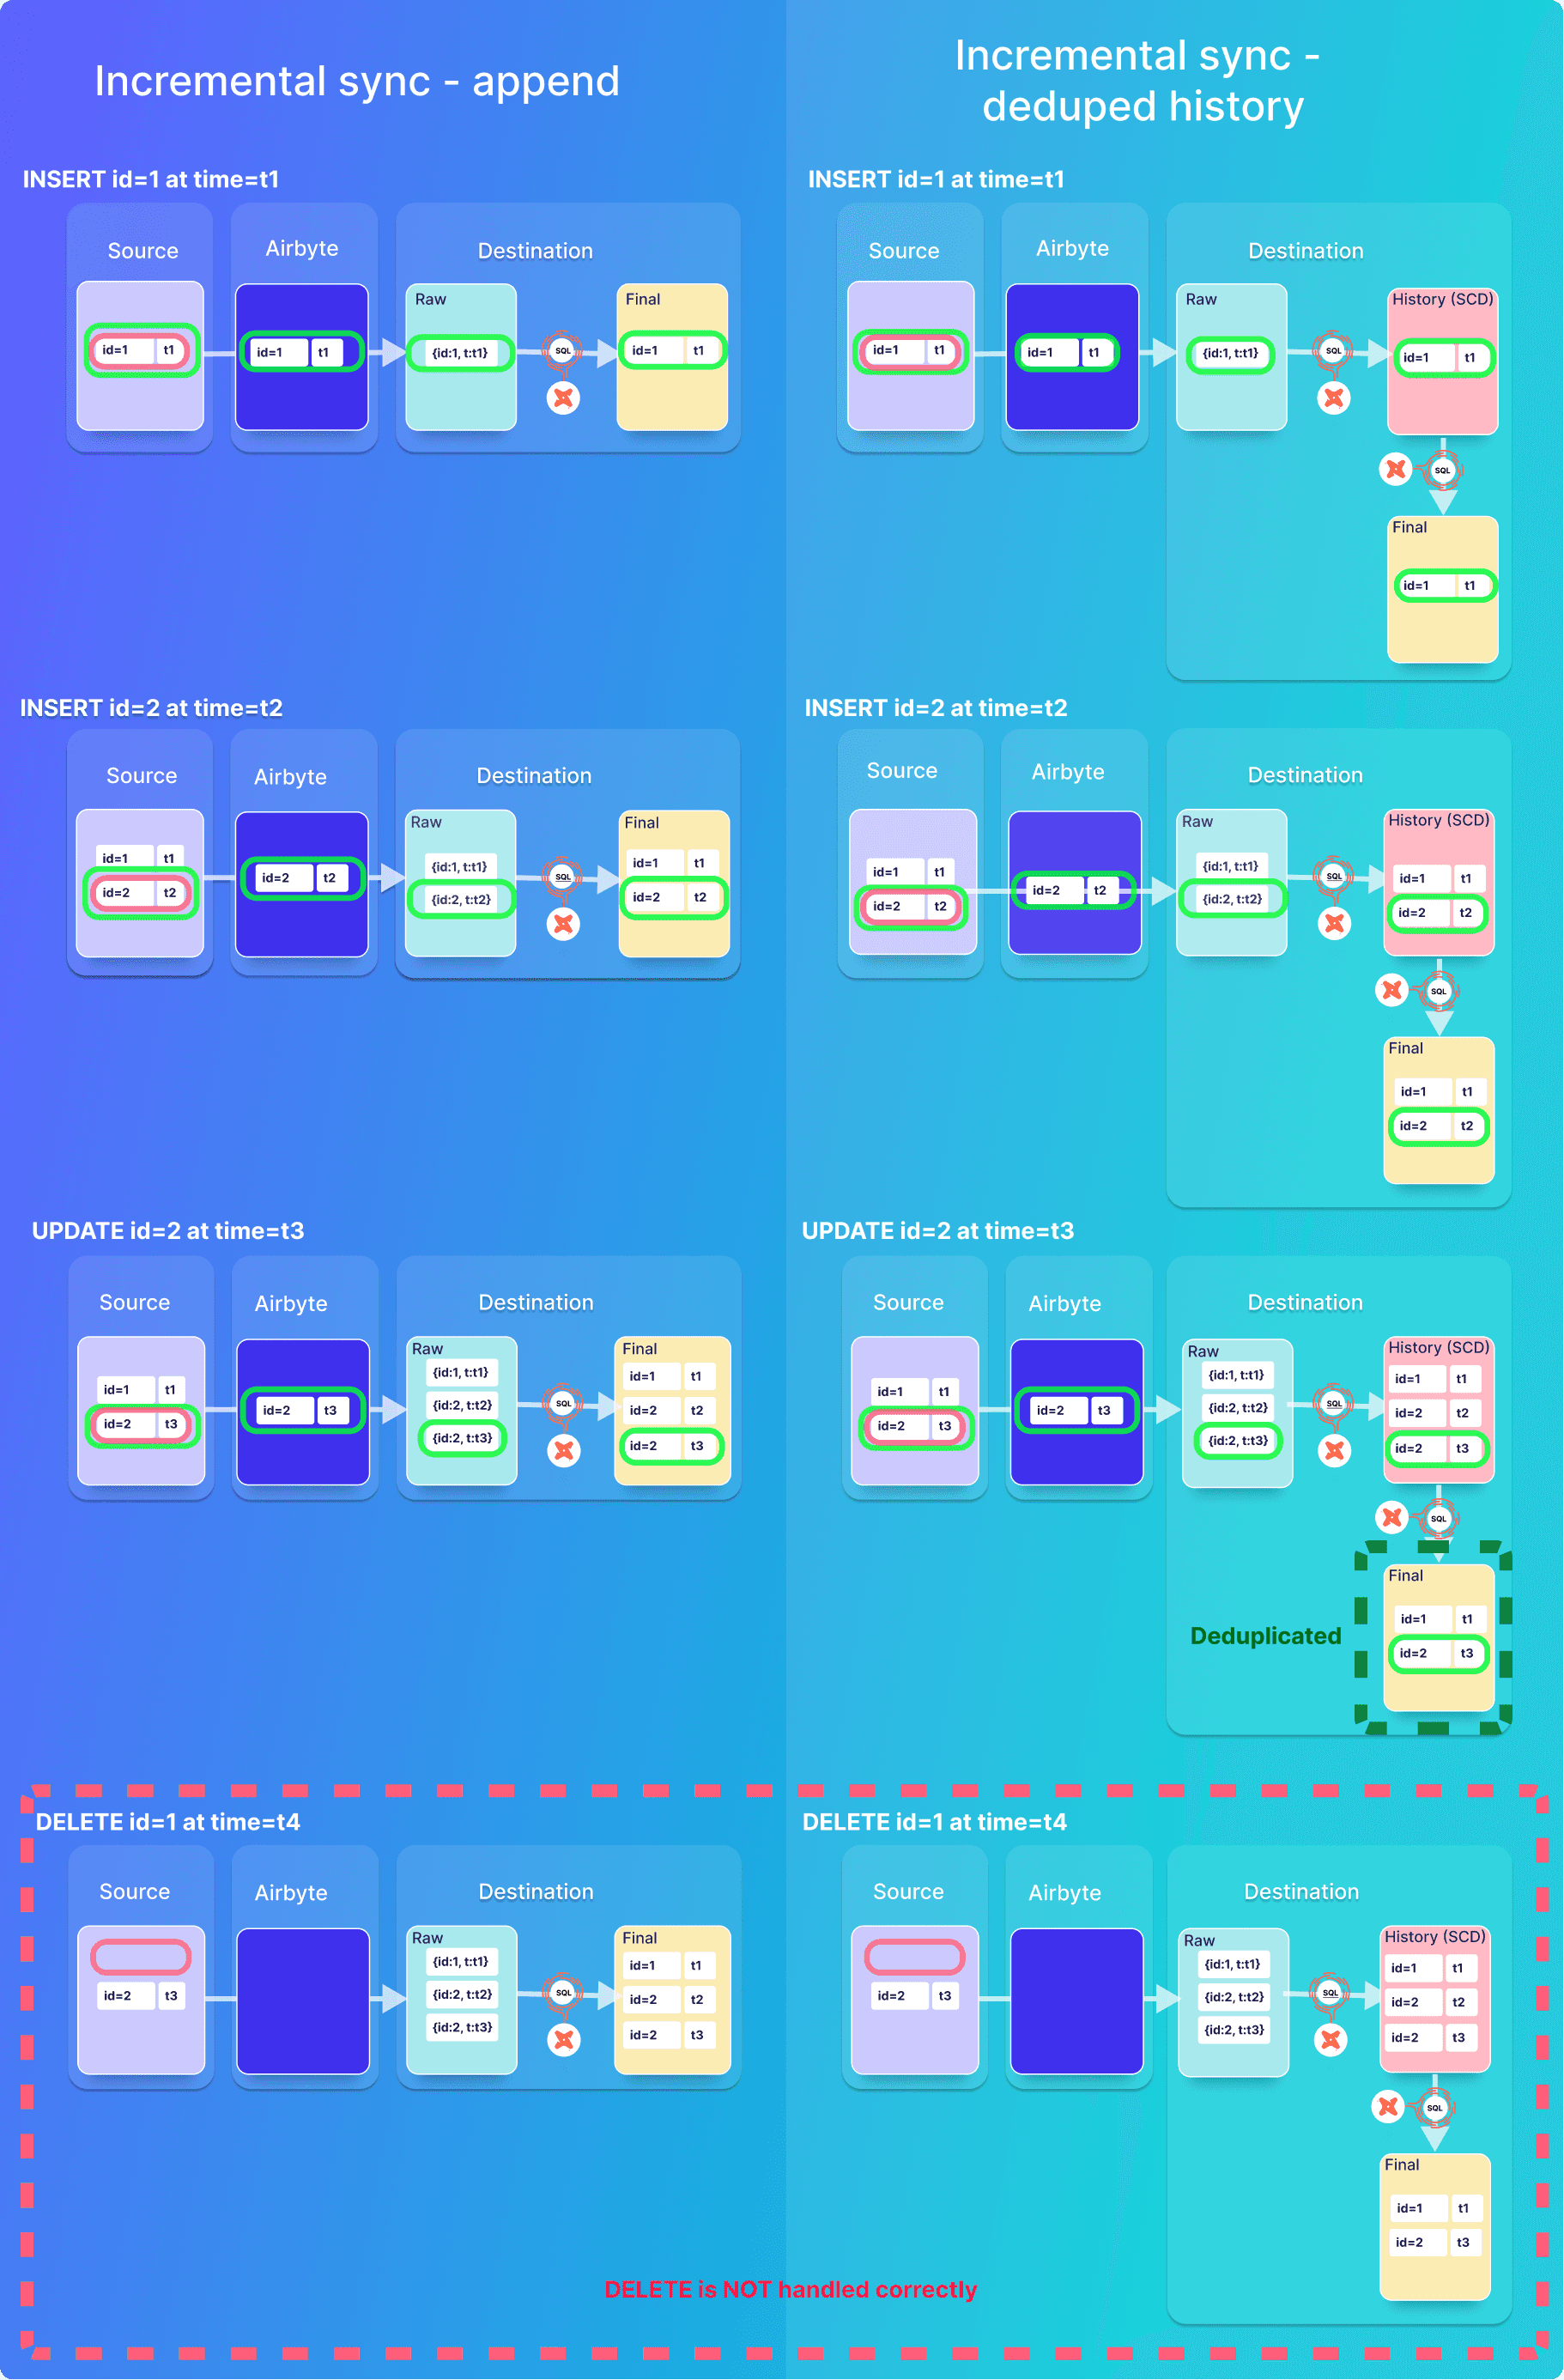 Incremental sync - append
INSERT id=1 at time=t1
Source
Airbyte
Destination
id=1 t1
id=1 t1
Raw
{id:1, t:t1}
SQL
Final
id=1 t1
INSERT id=2 at time=t2
Source
Airbyte
Destination
id=1 t1
id=2 t2
id=2 t2
Raw
{id:1, t:t1}
{id:2, t:t2}
SQL
Final
id=1 t1
id=2 t2
UPDATE id=2 at time=t3
Source
Airbyte
Destination
id=1 t1
id=2 t3
id=2 t3
Raw
{id:1, t:t1}
{id:2, t:t2}
{id:2, t:t3}
SQL
Final
id=1 t1
id=2 t2
id=2 t3
DELETE id=1 at time=t4
Source
Airbyte
Destination
id=2 t3
Raw
{id:1, t:t1}
{id:2, t:t2}
{id:2, t:t3}
SQL
Final
id=1 t1
id=2 t2
id=2 t3
Incremental sync -
deduped history
INSERT id=1 at time=t1
Source
Airbyte
Destination
id=1 t1
id=1 t1
Raw
{id:1, t:t1}
SQL
History (SCD)
id=1 t1
SQL
Final
id=1 t1
INSERT id=2 at time=t2
Source
Airbyte
Destination
id=1 t1
id=2 t2
id=2 t2
Raw
{id:1, t:t1}
{id:2, t:t2}
SQL
History (SCD)
id=1 t1
id=2 t2
SQL
Final
id=1 t1
id=2 t2
UPDATE id=2 at time=t3
Source
Airbyte
Destination
id=1 t1
id=2 t3
id=2 t3
Raw
{id:1, t:t1}
{id:2, t:t2}
{id:2, t:t3}
SQL
History (SCD)
id=1 t1
id=2 t2
id=2 t3
SQL
Deduplicated
Final
id=1 t1
id=2 t3
DELETE id=1 at time=t4
Source
Airbyte
Destination
id=2 t3
Raw
{id:1, t:t1}
{id:2, t:t2}
{id:2, t:t3}
SQL
History (SCD)
id=1 t1
id=2 t2
id=2 t3
SQL
Final
id=1 t1
id=2 t3
DELETE is NOT handled correctly